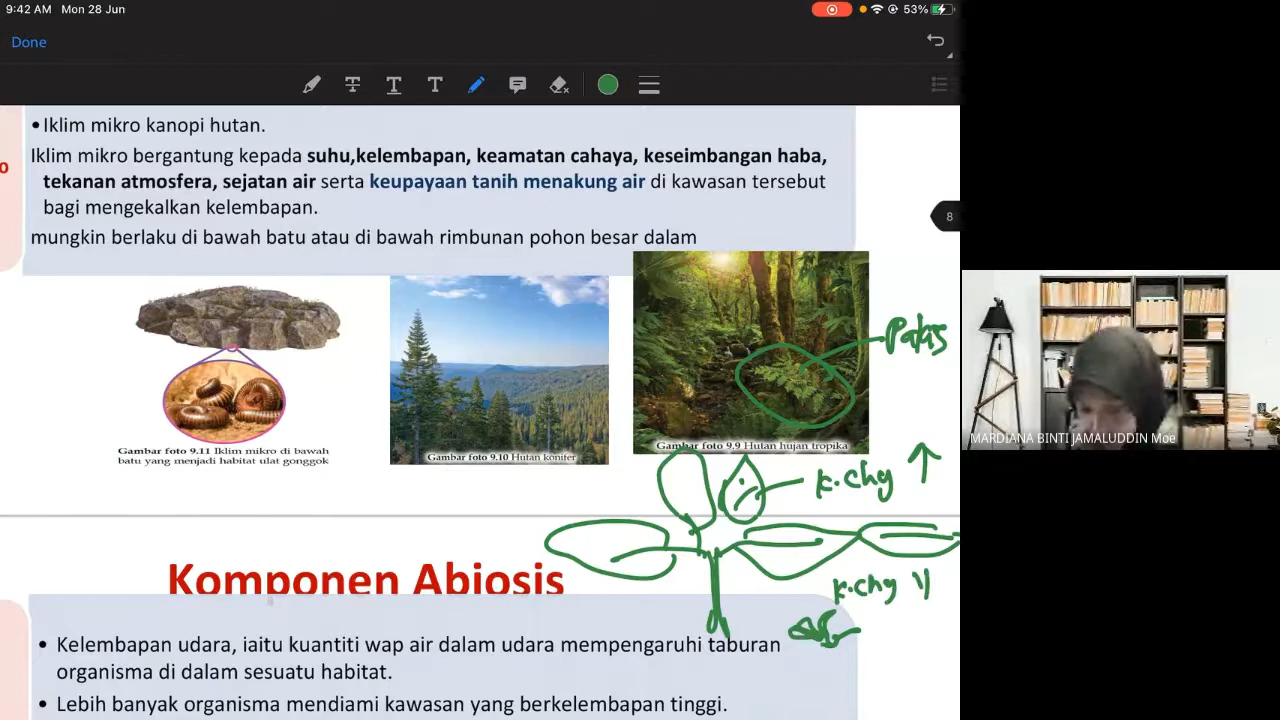 9:42 AM Mon 28 Jun
53%
Done
T
T
T
•Iklim mikro kanopi hutan.
Iklim mikro bergantung kepada suhu,kelembapan, keamatan cahaya, keseimbangan haba,
tekanan atmosfera, sejatan air serta keupayaan tanih menakung air di kawasan tersebut
bagi mengekalkan kelembapan.
mungkin berlaku di bawah batu atau di bawah rimbunan pohon besar dalam
8
Palas
Gambar foto 9.11 Iklim mikro di bawah
batu yang menjadi habitat ulat gonggok
Gambar foto 9.10 Hutan konifer
Gambar foto 9.9 Hutan hujan tropika
MARDIANA BINTI JAMALUDDIN Moe
k.chy ↑
Komponen Abiosis
k.chy
• Kelembapan udara, iaitu kuantiti wap air dalam udara mempengaruhi taburan
organisma di dalam sesuatu habitat.
• Lebih banyak organisma mendiami kawasan yang berkelembapan tinggi.